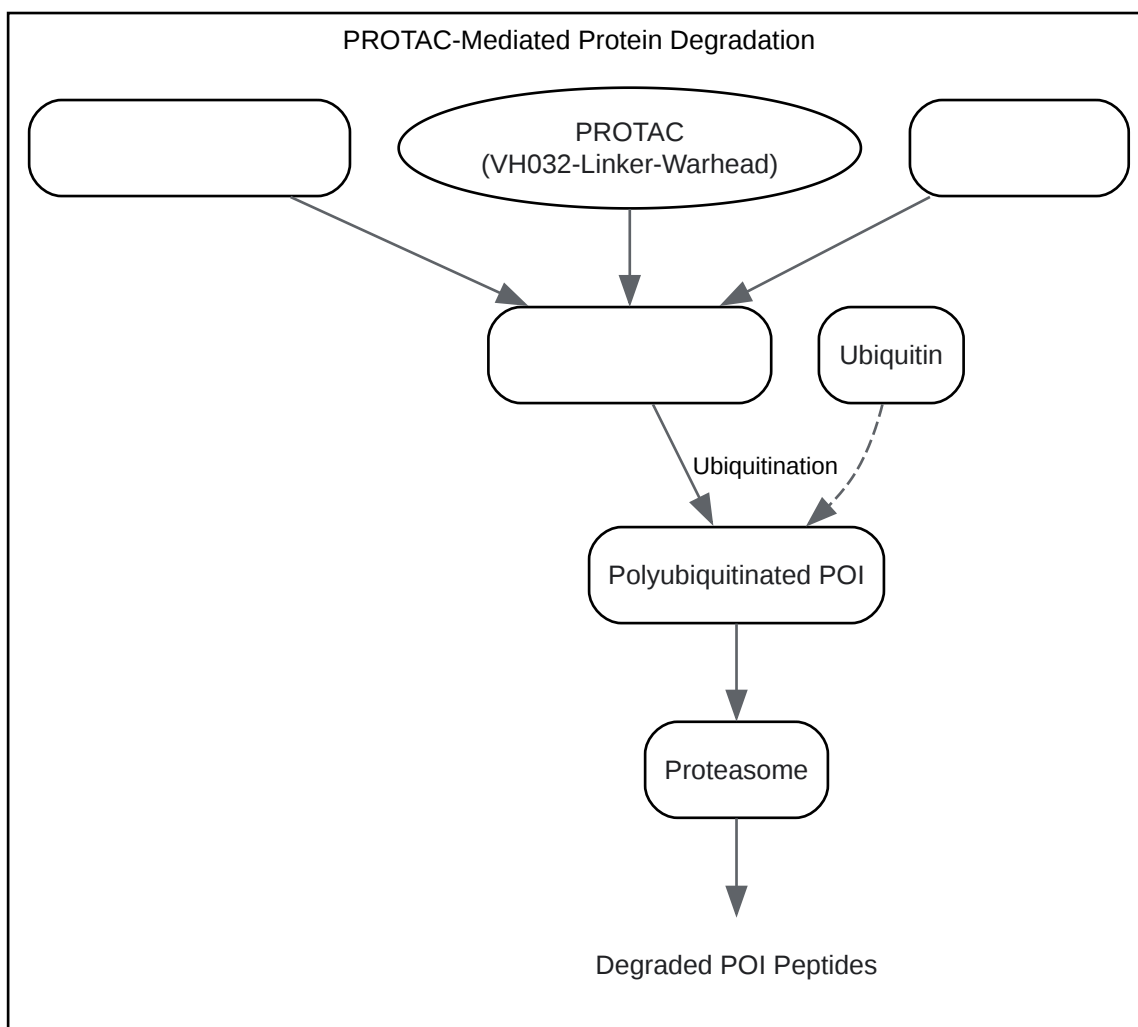 PROTAC-Mediated Protein Degradation
PROTAC
(VH032-Linker-Warhead)
Ubiquitin
Ubiquitination
Polyubiquitinated POI
Proteasome
Degraded POI Peptides